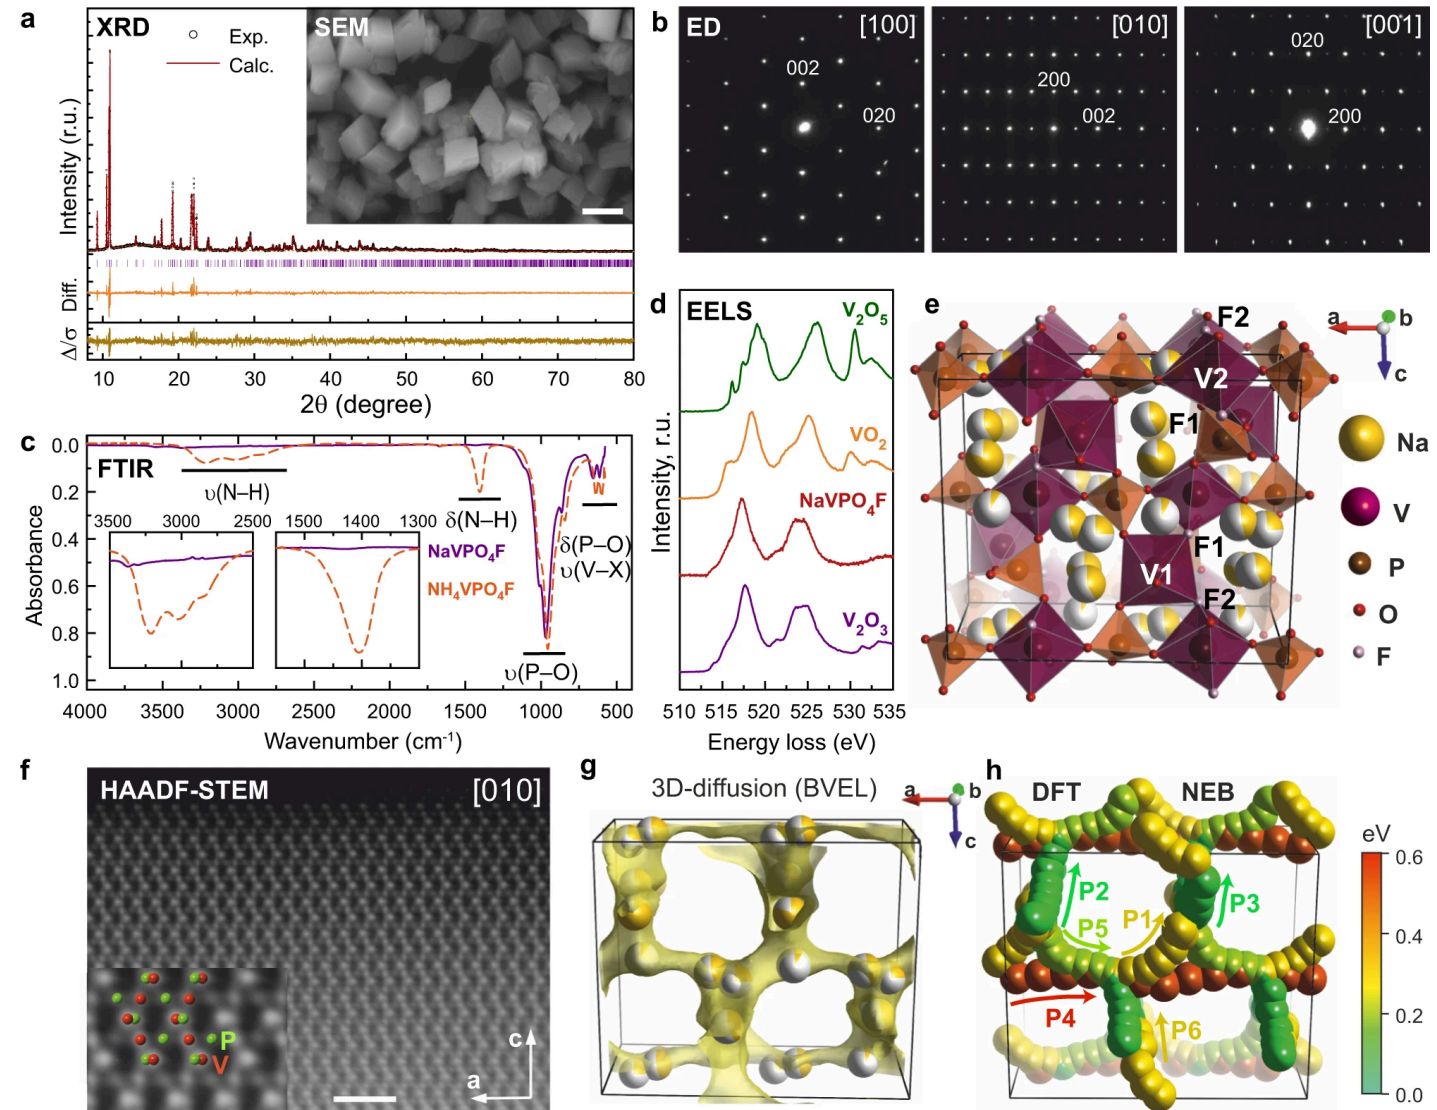 a
XRD
Exp.
Calc.
SEM
Intensity (r.u.)
Diff.
Δ/σ
10 20 30 40 50 60 70 80
2θ (degree)
b
ED
[100]
002
020
[010]
200
002
[001]
020
200
c
FTIR
0.0
0.2
0.4
0.6
0.8
1.0
Absorbance
υ(N–H)
3500 3000 2500
1500 1400 1300
δ(N–H)
NaVPO4F
NH4VPO4F
δ(P–O)
υ(V–X)
υ(P–O)
4000 3500 3000 2500 2000 1500 1000 500
Wavenumber (cm-1)
d
EELS
V2O5
VO2
NaVPO4F
V2O3
Intensity, r.u.
510 515 520 525 530 535
Energy loss (eV)
e
F2
V2
F1
F1
V1
F2
a b
c
Na
V
P
O
F
f
HAADF-STEM
[010]
P
V
c
a
g
3D-diffusion (BVEL)
a b
c
h
DFT NEB
P2
P5
P1
P3
P4
P6
eV
0.6
0.4
0.2
0.0